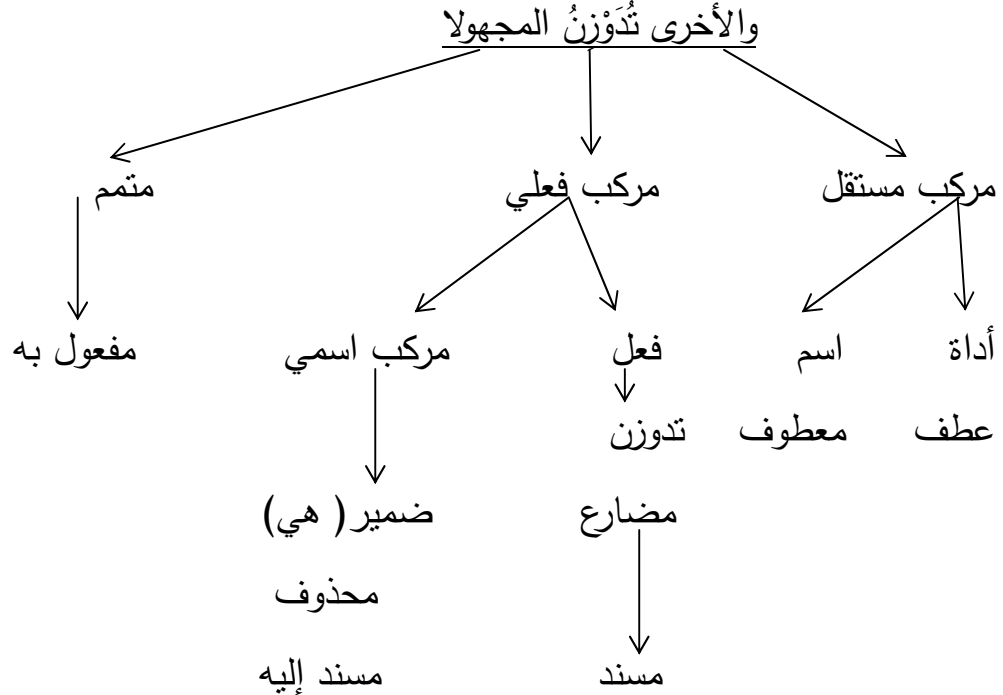 والأخرى تُدَوْزِنُ المجهولا
مركب مستقل مركب فعلي متمم
أداة اسم فعل مركب اسمي مفعول به
عطف معطوف تدوزن
مضارع ضمير( هي)
محذوف
مسند مسند إليه